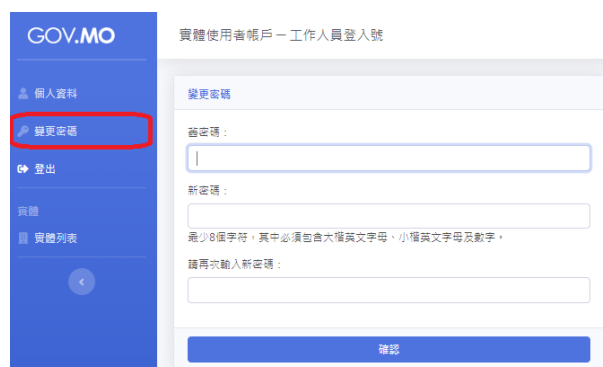 GOV.MO
個人資料
變更密碼
登出
實體
實體列表
實體使用者帳戶－工作人員登入號
變更密碼
舊密碼：
新密碼：
最少8個字符，其中必須包含大楷英文字母、小楷英文字母及數字。
請再次輸入新密碼：
確認